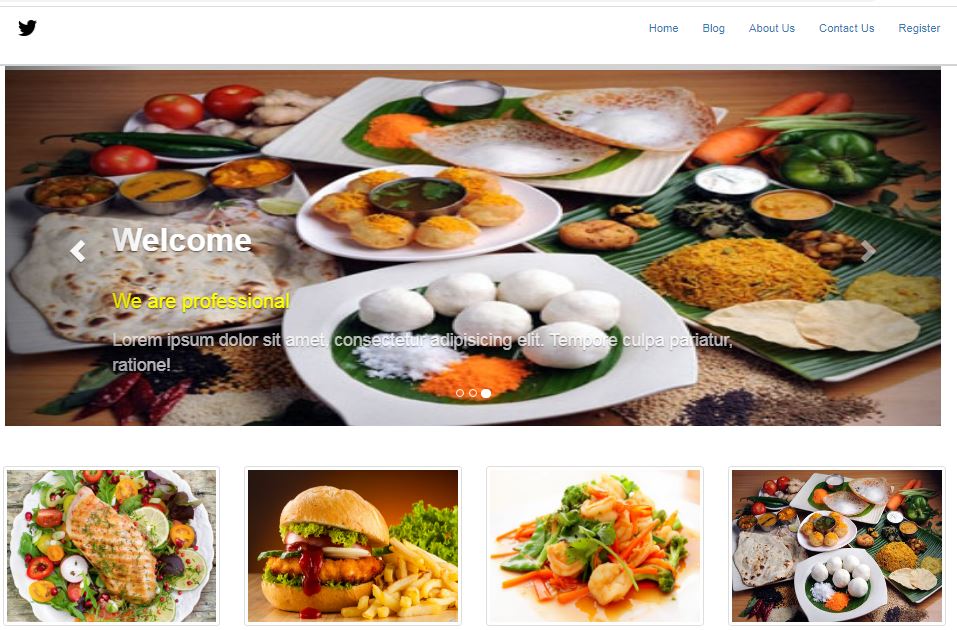 Home Blog About Us Contact Us Register
Welcome
We are professional
Lorem ipsum dolor sit amet, consectetur adipisicing elit. Tempore culpa pariatur,
ratione!